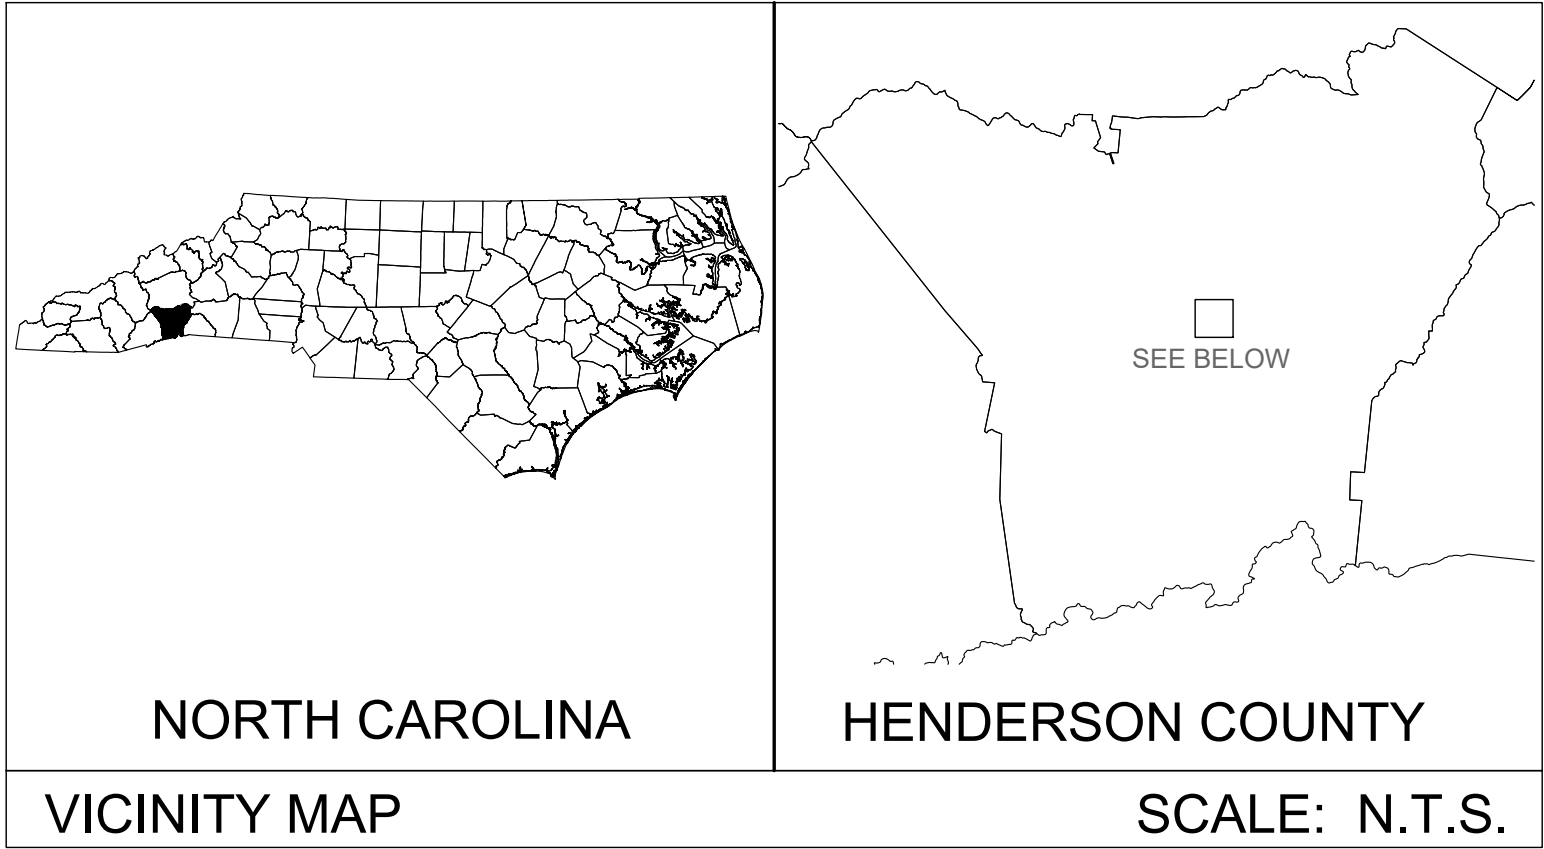 SEE BELOW
NORTH CAROLINA
HENDERSON COUNTY
VICINITY MAP
SCALE: N.T.S.